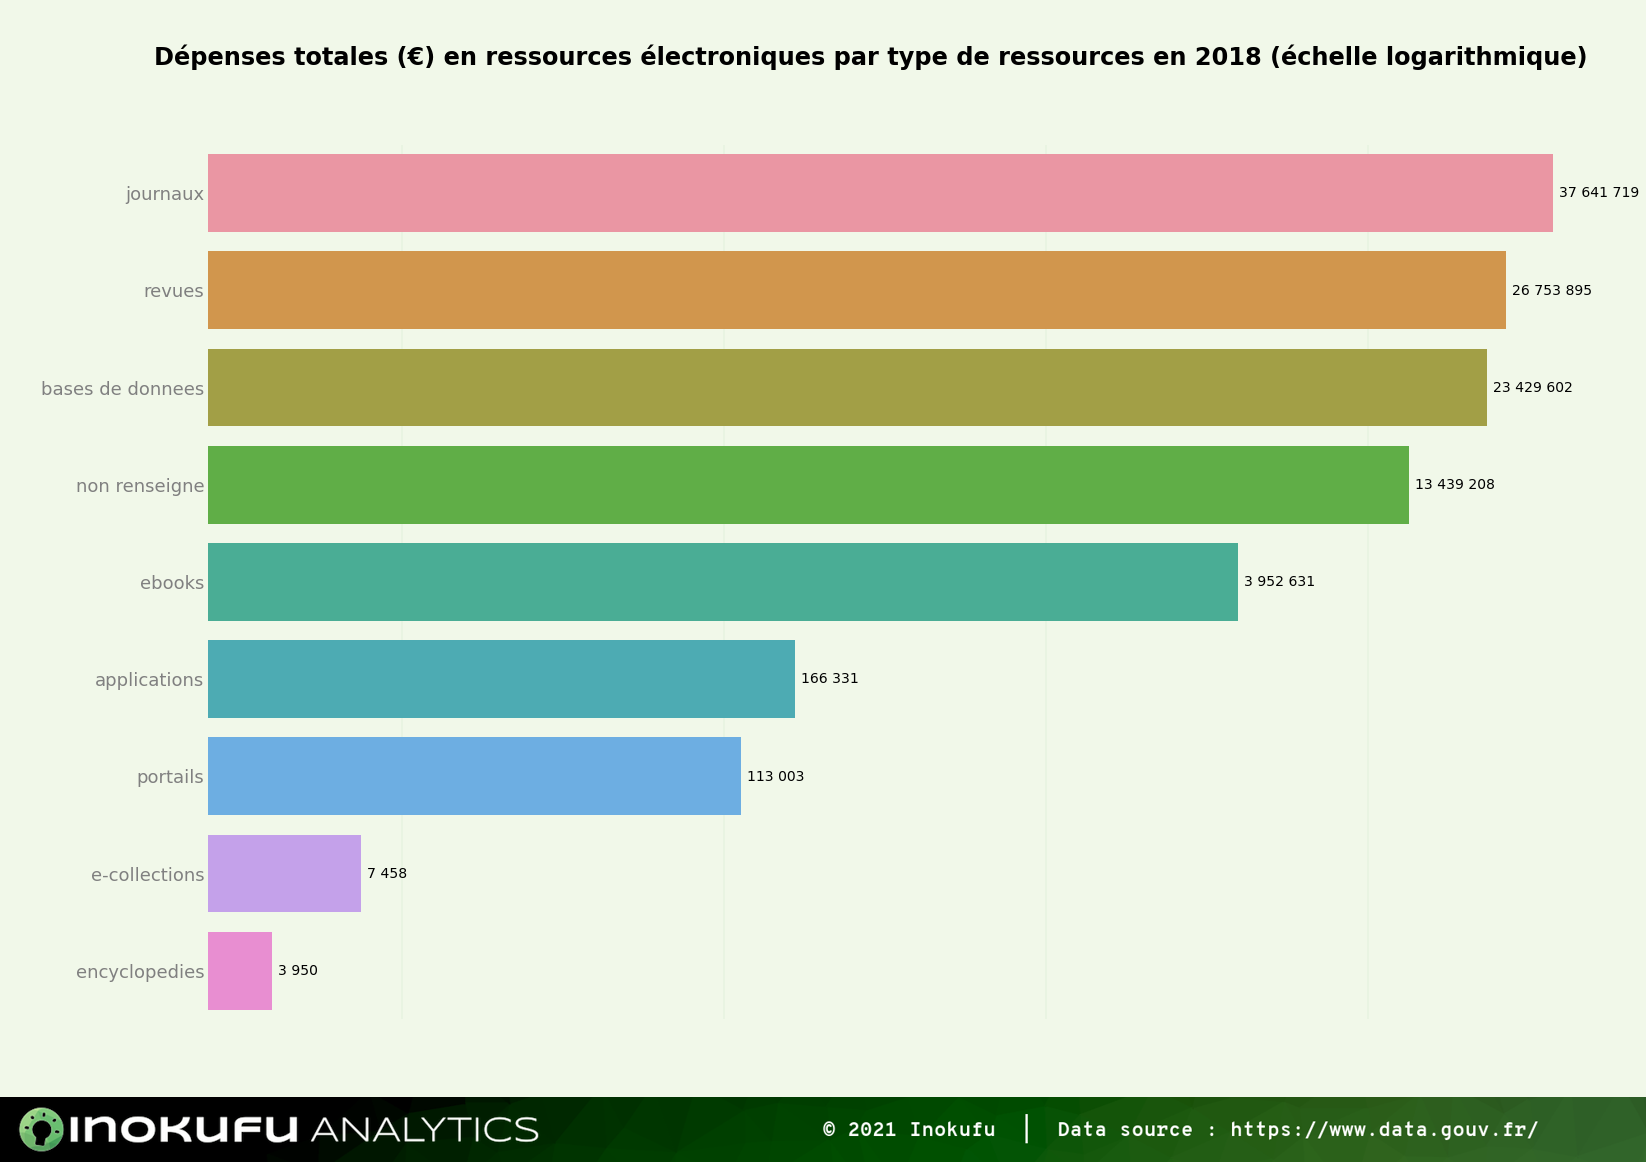 Dépenses totales (€) en ressources électroniques par type de ressources en 2018 (échelle logarithmique)
journaux 37 641 719
revues 26 753 895
bases de donnees 23 429 602
non renseigne 13 439 208
ebooks 3 952 631
applications 166 331
portails 113 003
e-collections 7 458
encyclopedies 3 950
INOKUFU ANALYTICS © 2021 Inokufu | Data source : https://www.data.gouv.fr/